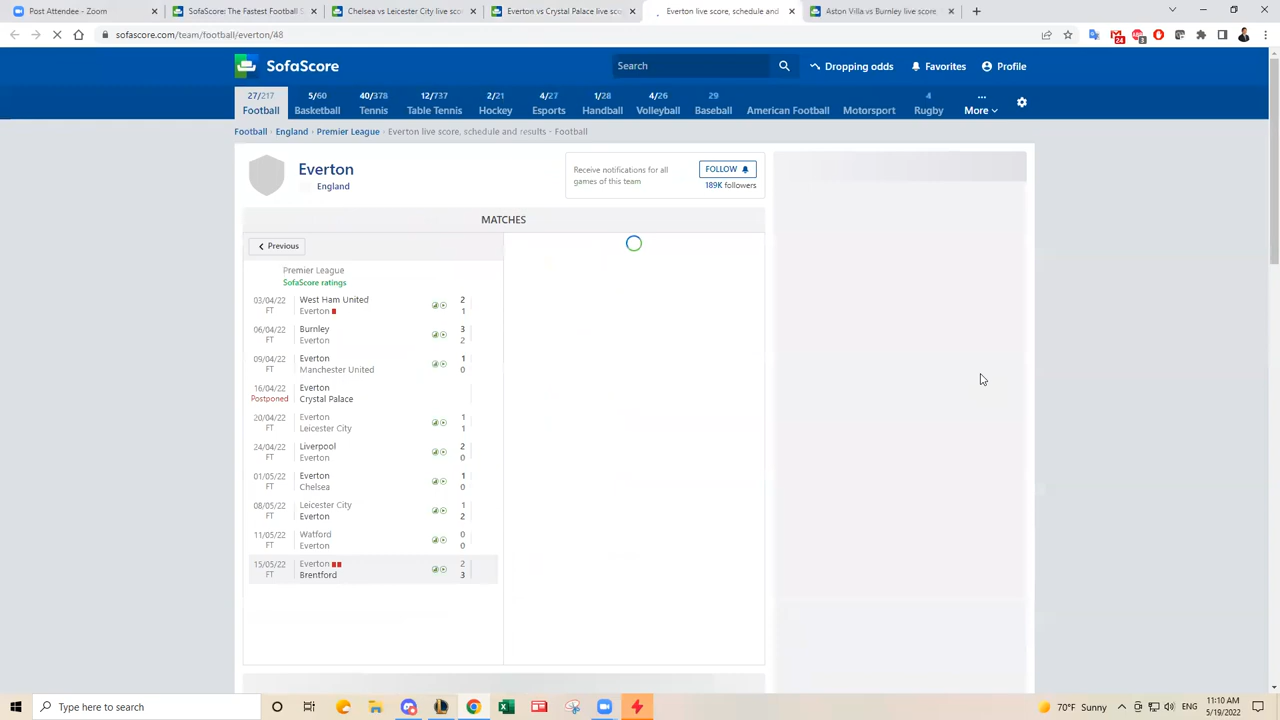 Post Attendee - Zoom
SofaScore: The Fastest Football S
Chelsea vs Leicester City live sco
Everton vs Crystal Palace live sco
Everton live score, schedule and
Aston Villa vs Burnley live score
sofascore.com/team/football/everton/48
SofaScore
Search
Dropping odds
Favorites
Profile
27/217 5/60 40/378 12/737 2/21 4/27 1/28 4/26 29 4 ...
Football Basketball Tennis Table Tennis Hockey Esports Handball Volleyball Baseball American Football Motorsport Rugby More
Football England Premier League Everton live score, schedule and results - Football
Everton
England
Receive notifications for all
games of this team
FOLLOW
189K followers
MATCHES
Previous
Premier League
SofaScore ratings
03/04/22 West Ham United 2
FT Everton 1
06/04/22 Burnley 3
FT Everton 2
09/04/22 Everton 1
FT Manchester United 0
16/04/22 Everton
Postponed Crystal Palace
20/04/22 Everton 1
FT Leicester City 1
24/04/22 Liverpool 2
FT Everton 0
01/05/22 Everton 1
FT Chelsea 0
08/05/22 Leicester City 1
FT Everton 2
11/05/22 Watford 0
FT Everton 0
15/05/22 Everton 2
FT Brentford 3
Type here to search
70°F Sunny
ENG
11:10 AM
5/19/2022